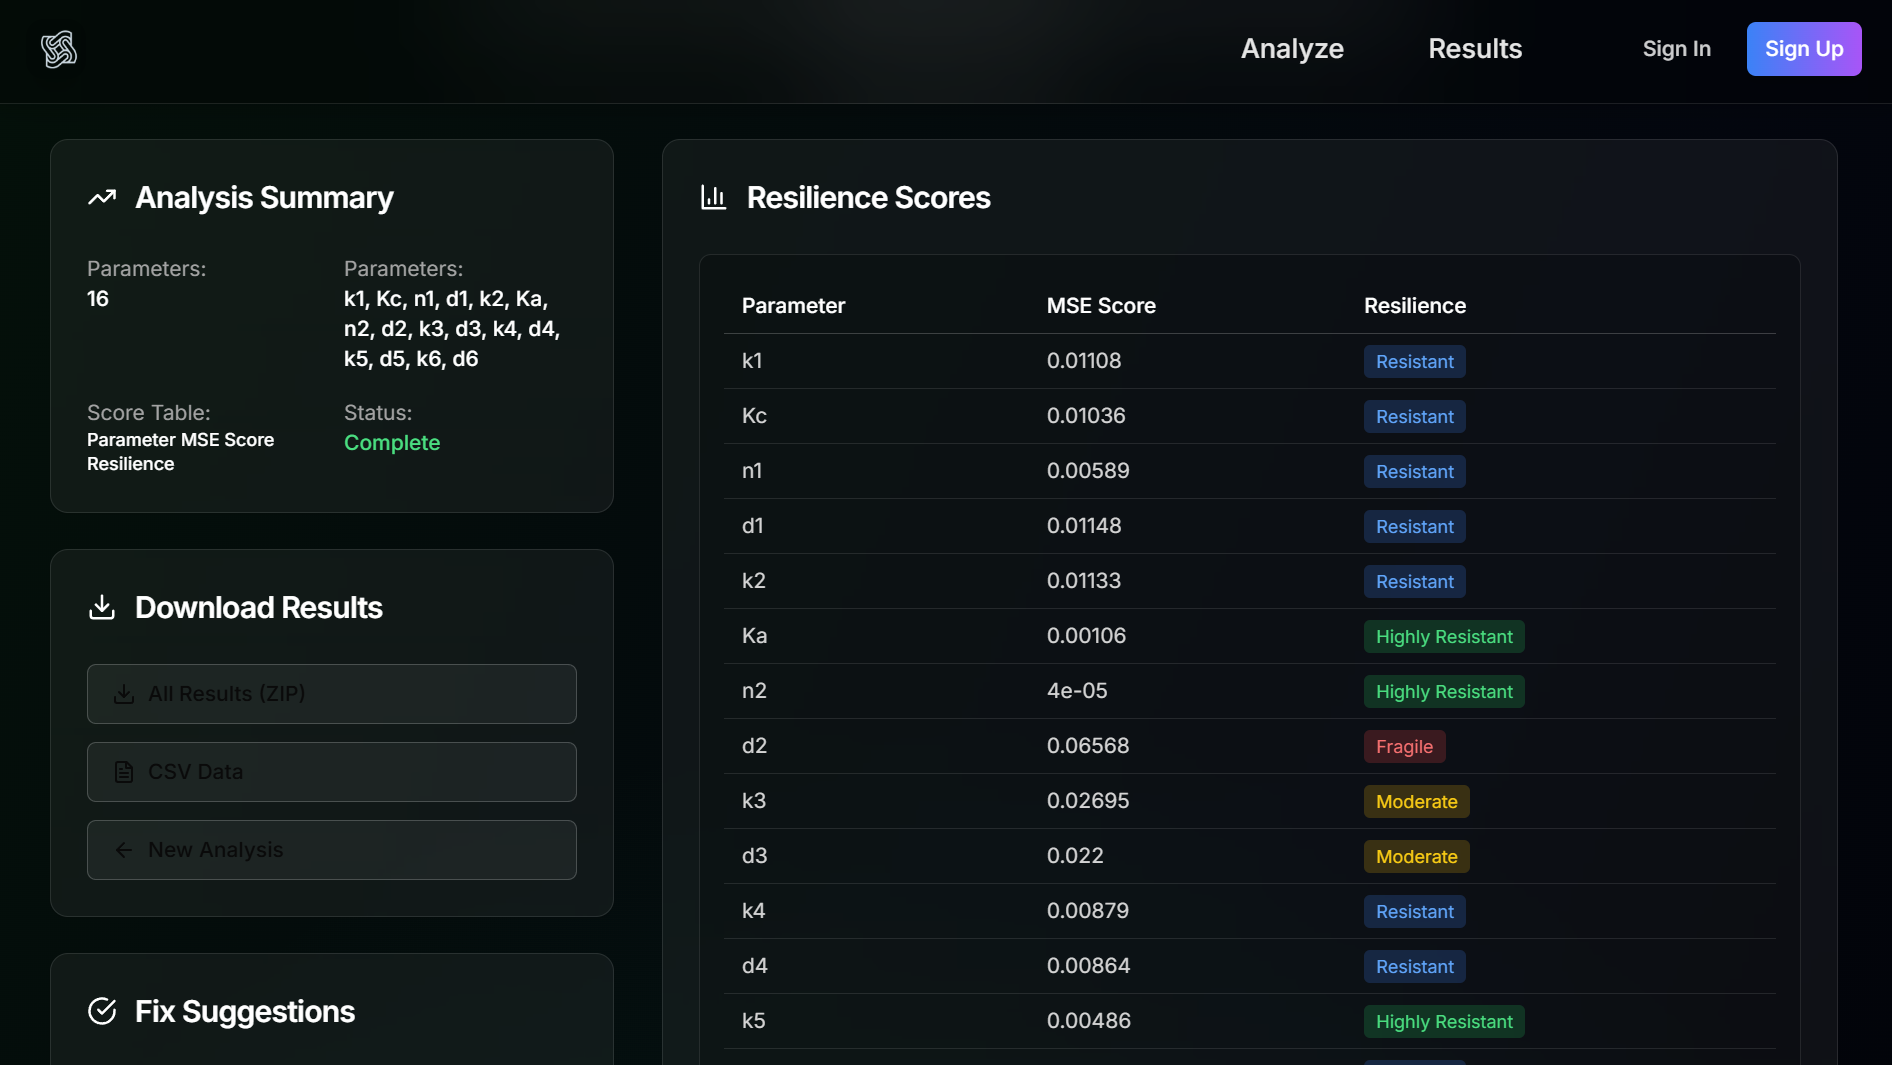 Analyze
Results
Sign In
Sign Up
Analysis Summary
Parameters:
16
Parameters:
k1, Kc, n1, d1, k2, Ka,
n2, d2, k3, d3, k4, d4,
k5, d5, k6, d6
Score Table:
Parameter MSE Score
Resilience
Status:
Complete
Download Results
All Results (ZIP)
CSV Data
New Analysis
Fix Suggestions
Resilience Scores
Parameter MSE Score Resilience
k1 0.01108 Resistant
Kc 0.01036 Resistant
n1 0.00589 Resistant
d1 0.01148 Resistant
k2 0.01133 Resistant
Ka 0.00106 Highly Resistant
n2 4e-05 Highly Resistant
d2 0.06568 Fragile
k3 0.02695 Moderate
d3 0.022 Moderate
k4 0.00879 Resistant
d4 0.00864 Resistant
k5 0.00486 Highly Resistant